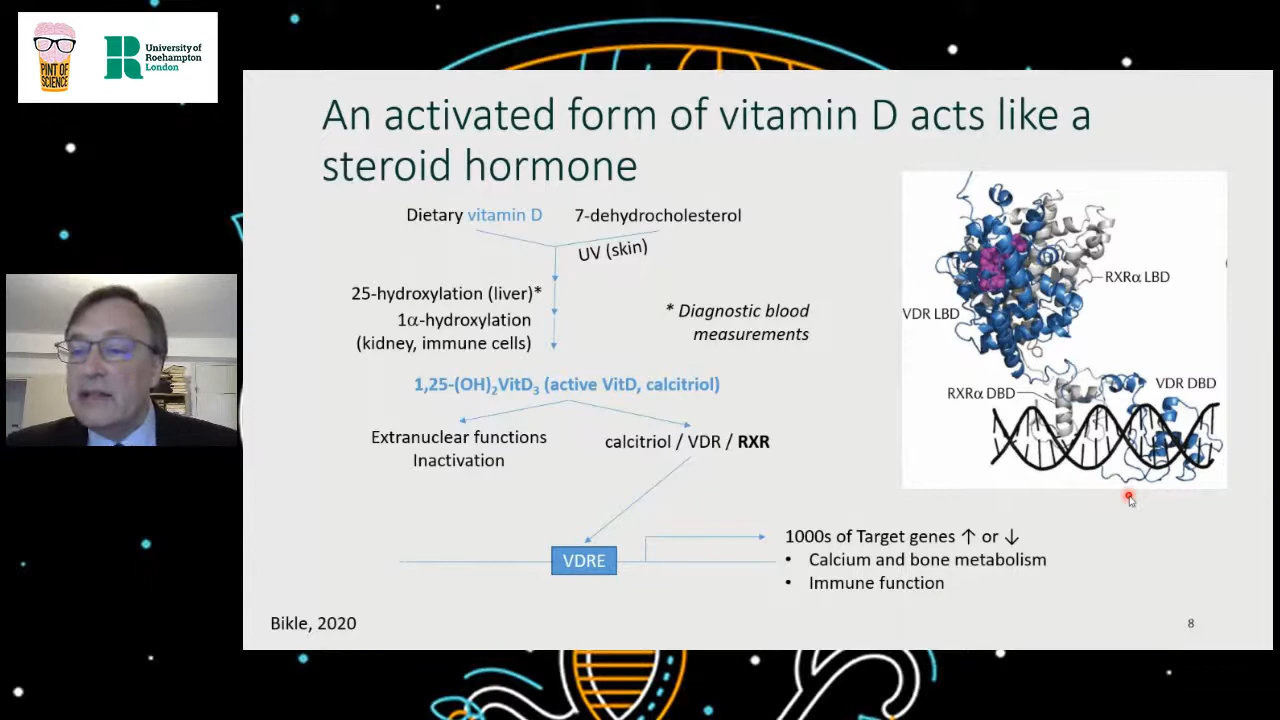 PINT OF
SCIENCE
University of
Roehampton
London
An activated form of vitamin D acts like a
steroid hormone
Dietary vitamin D
7-dehydrocholesterol
UV (skin)
25-hydroxylation (liver)*
1α-hydroxylation
(kidney, immune cells)
* Diagnostic blood
measurements
1,25-(OH)₂VitD₃ (active VitD, calcitriol)
Extranuclear functions
Inactivation
calcitriol / VDR / RXR
VDRE
1000s of Target genes ↑ or ↓
• Calcium and bone metabolism
• Immune function
RXRα LBD
VDR LBD
RXRα DBD
VDR DBD
Bikle, 2020
8